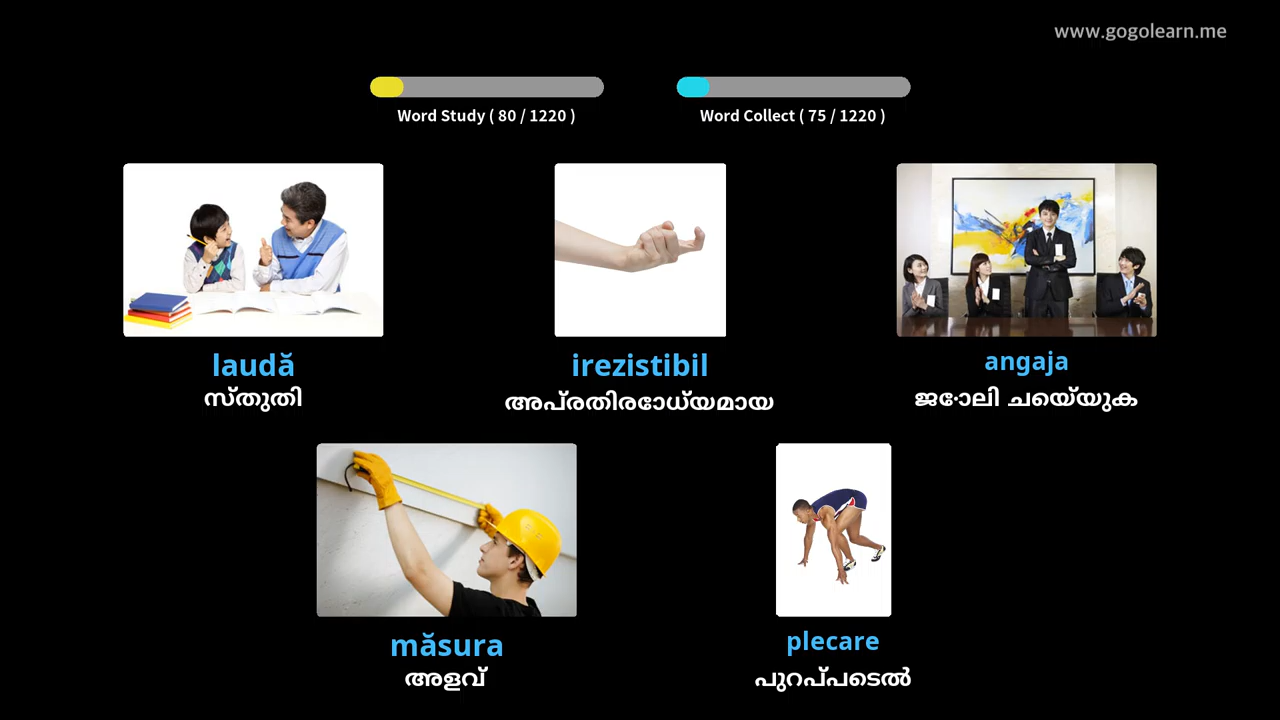 www.gogolearn.me
Word Study ( 80 / 1220 )
Word Collect ( 75 / 1220 )
laudă
സ്തുതി
irezistibil
അപ്രതിരോധ്യമായ
angaja
ജോലി ചെയ്യുക
măsura
അളവ്
plecare
പുറപ്പടെൽ